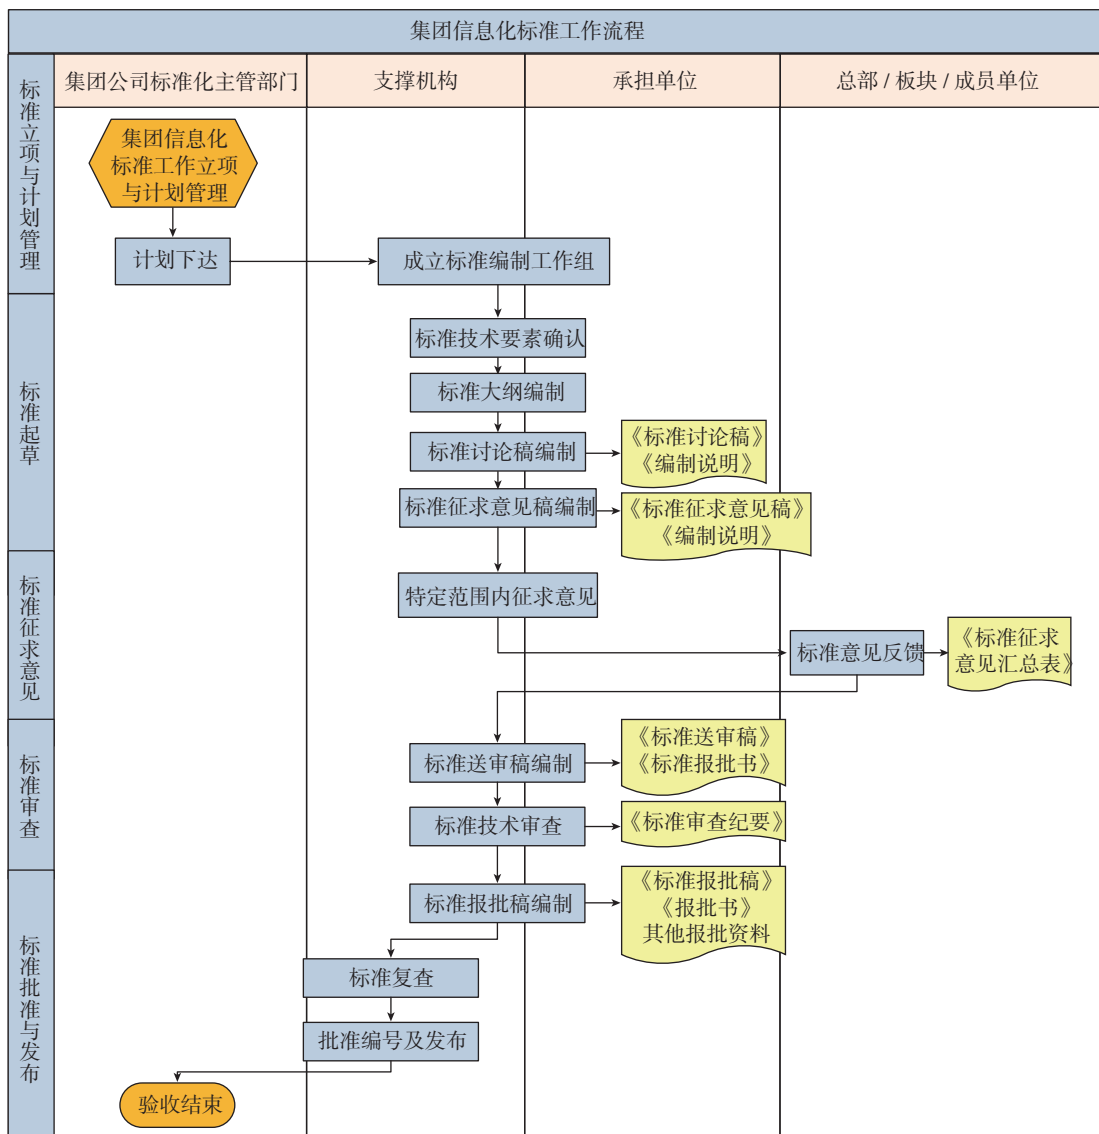 集团信息化标准工作流程
集团公司标准化主管部门
支撑机构
承担单位
总部 / 板块 / 成员单位
标准立项与计划管理
集团信息化
标准工作立项
与计划管理
计划下达
成立标准编制工作组
标准起草
标准技术要素确认
标准大纲编制
标准讨论稿编制
《标准讨论稿》
《编制说明》
标准征求意见稿编制
《标准征求意见稿》
《编制说明》
标准征求意见
特定范围内征求意见
标准意见反馈
《标准征求
意见汇总表》
标准审查
标准送审稿编制
《标准送审稿》
《标准报批书》
标准技术审查
《标准审查纪要》
标准批准与发布
标准报批稿编制
《标准报批稿》
《报批书》
其他报批资料
标准复查
批准编号及发布
验收结束